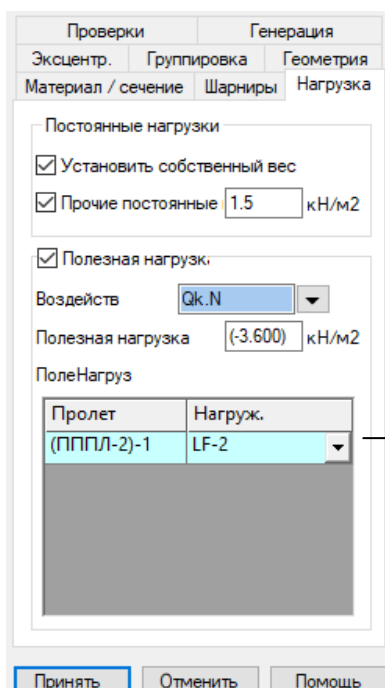 Проверки Генерация
Эксцентр. Группировка Геометрия
Материал / сечение Шарниры Нагрузка
Постоянные нагрузки
Установить собственный вес
Прочие постоянные 1.5 кН/м2
Полезная нагрузк
Воздейств Qk.N
Полезная нагрузка (-3.600) кН/м2
ПолеНагруз
Пролет Нагруж.
(ПППЛ-2)-1 LF-2
Принять Отменить Помощь